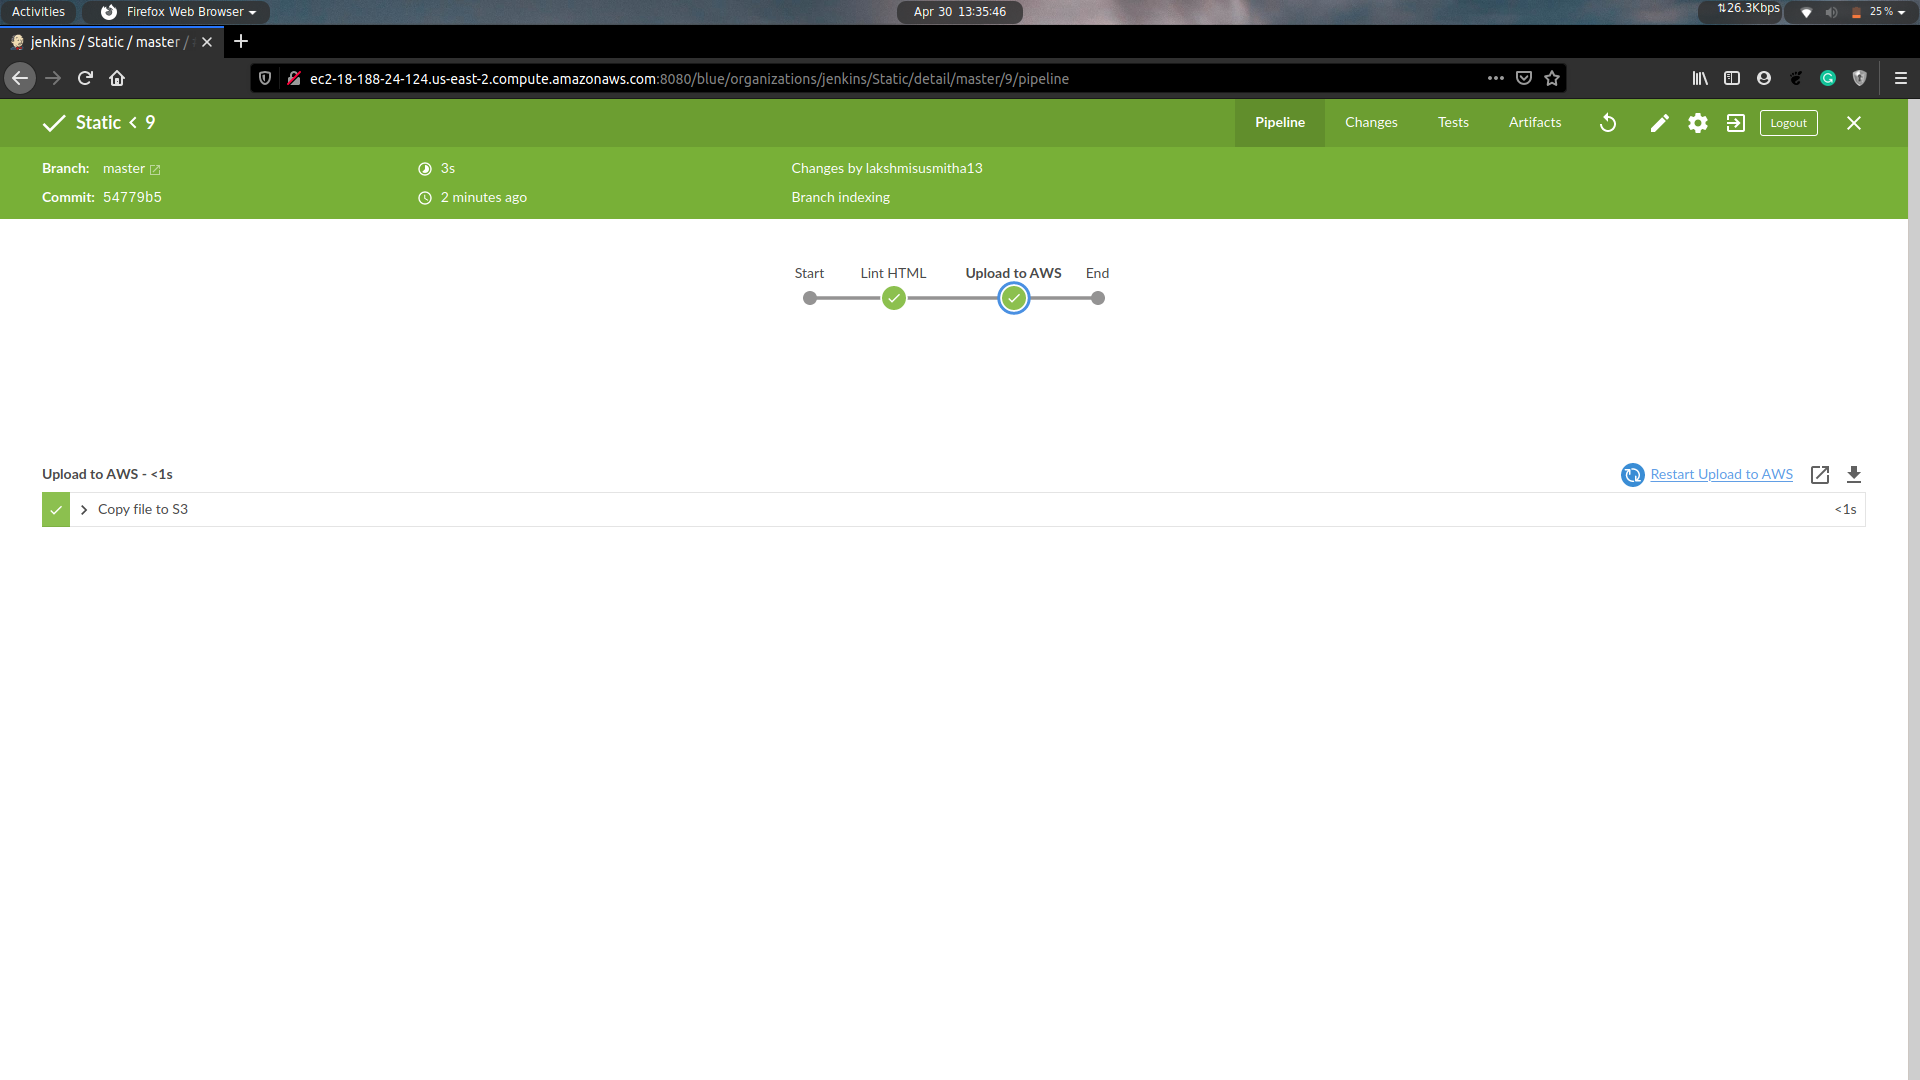 Activities
Firefox Web Browser
Apr 30 13:35:46
⇅26.3Kbps
25 %
jenkins / Static / master /
ec2-18-188-24-124.us-east-2.compute.amazonaws.com:8080/blue/organizations/jenkins/Static/detail/master/9/pipeline
Static < 9
Pipeline
Changes
Tests
Artifacts
Logout
Branch: master
3s
Changes by lakshmisusmitha13
Commit: 54779b5
2 minutes ago
Branch indexing
Start
Lint HTML
Upload to AWS
End
Upload to AWS - <1s
Restart Upload to AWS
Copy file to S3
<1s